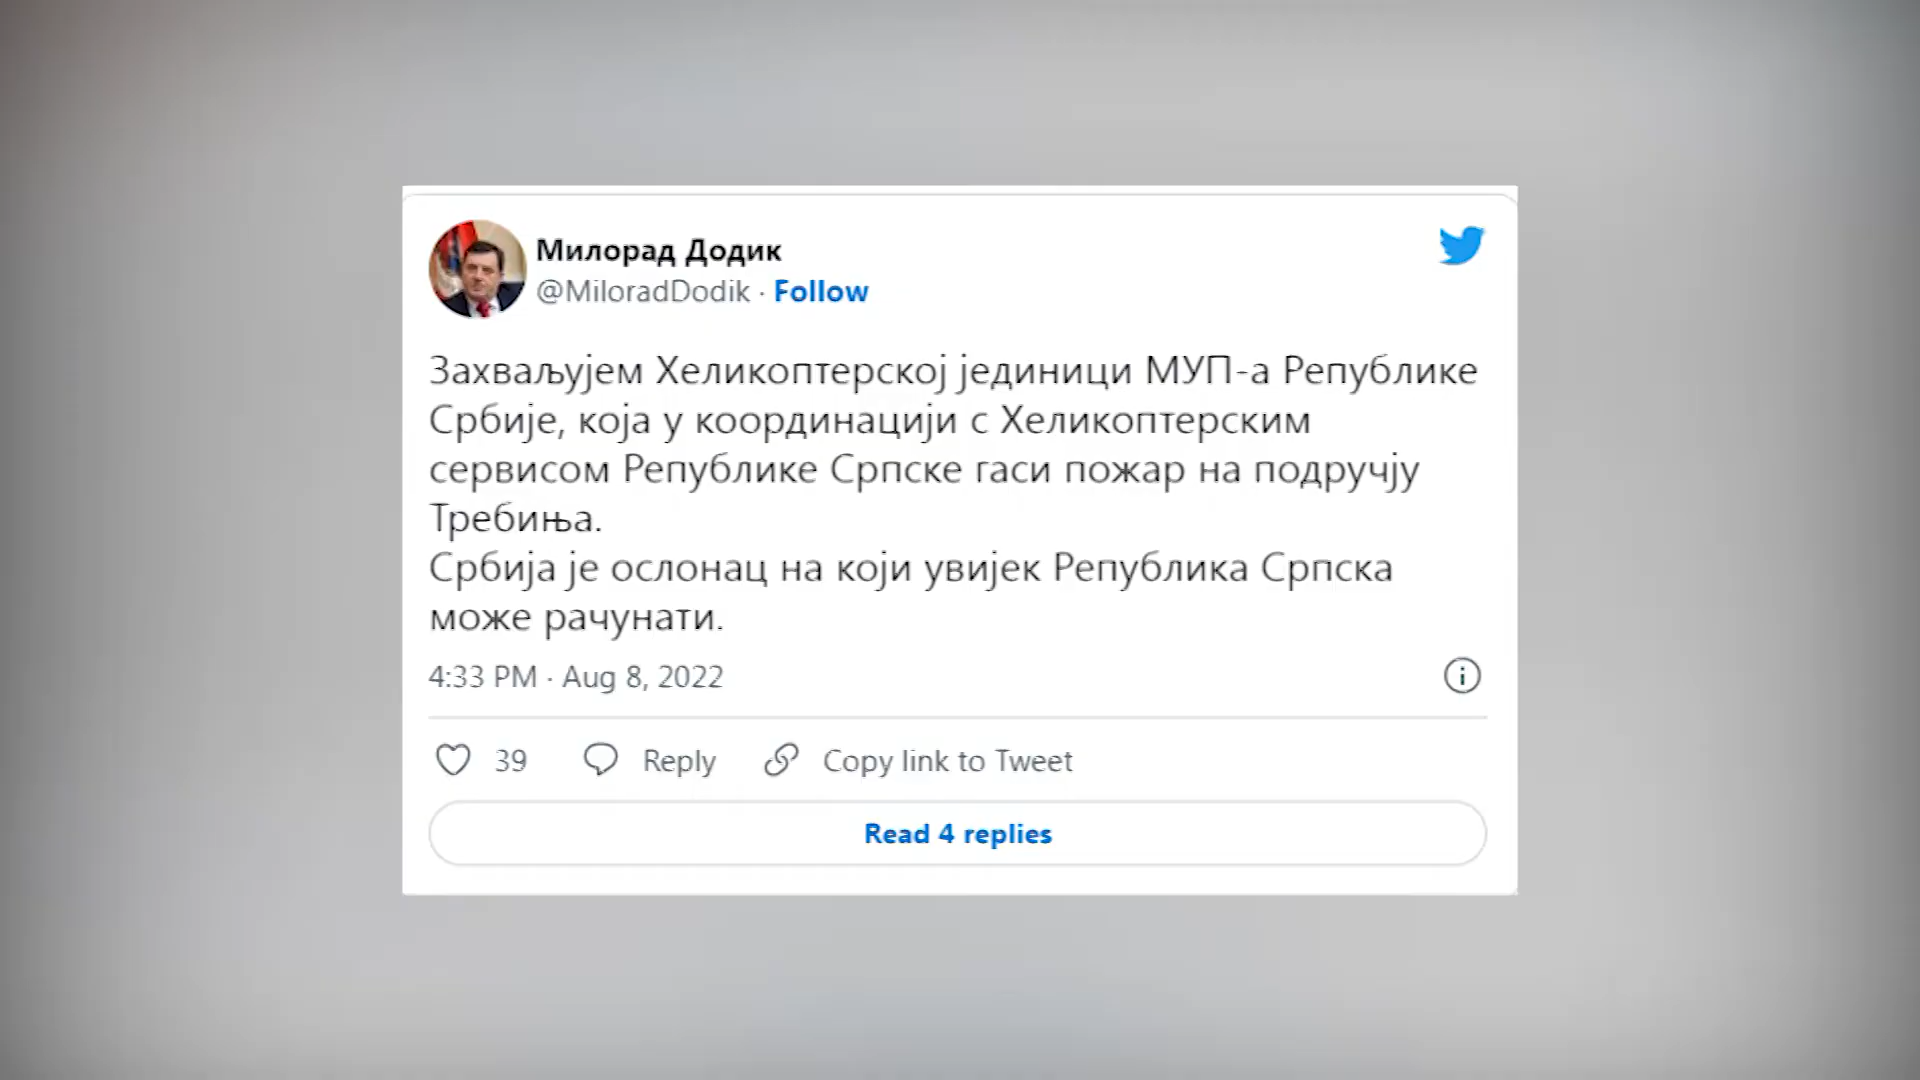 Милорад Додик
@MiloradDodik · Follow
Захваљујем Хеликоптерској јединици МУП-а Републике
Србије, која у координацији с Хеликоптерским
сервисом Републике Српске гаси пожар на подручју
Требиња.
Србија је ослонац на који увијек Република Српска
може рачунати.
4:33 PM · Aug 8, 2022
39 Reply Copy link to Tweet
Read 4 replies